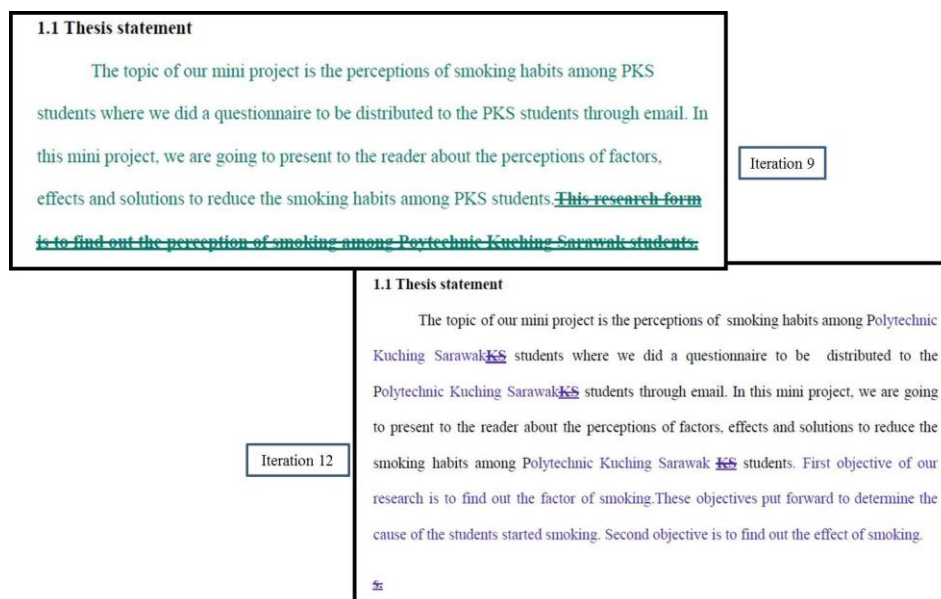 1.1 Thesis statement
The topic of our mini project is the perceptions of smoking habits among PKS
students where we did a questionnaire to be distributed to the PKS students through email. In
this mini project, we are going to present to the reader about the perceptions of factors,
effects and solutions to reduce the smoking habits among PKS students.This research form
is to find out the perception of smoking among Poytechnic Kuching Sarawak students.
Iteration 9
1.1 Thesis statement
The topic of our mini project is the perceptions of smoking habits among Polytechnic
Kuching SarawakKS students where we did a questionnaire to be distributed to the
Polytechnic Kuching SarawakKS students through email. In this mini project, we are going
to present to the reader about the perceptions of factors, effects and solutions to reduce the
smoking habits among Polytechnic Kuching Sarawak KS students. First objective of our
research is to find out the factor of smoking.These objectives put forward to determine the
cause of the students started smoking. Second objective is to find out the effect of smoking.
s.
Iteration 12